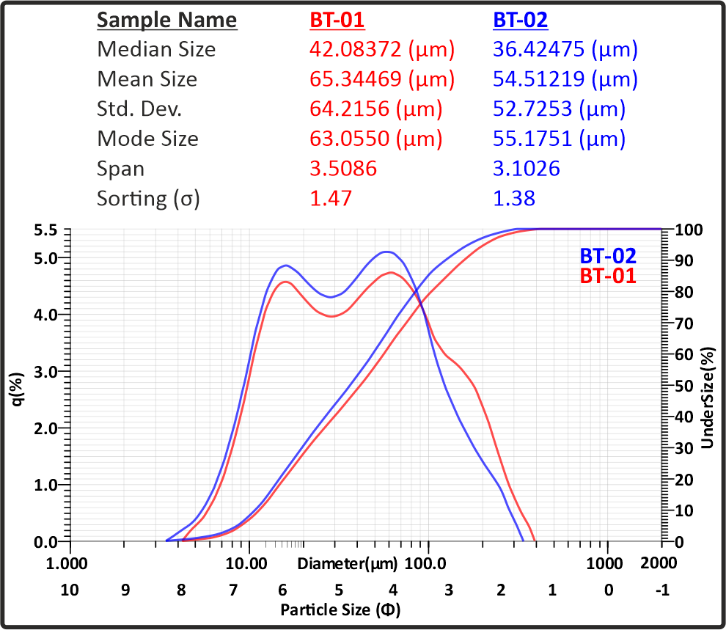 Sample Name BT-01 BT-02
Median Size 42.08372 (µm) 36.42475 (µm)
Mean Size 65.34469 (µm) 54.51219 (µm)
Std. Dev. 64.2156 (µm) 52.7253 (µm)
Mode Size 63.0550 (µm) 55.1751 (µm)
Span 3.5086 3.1026
Sorting (σ) 1.47 1.38
5.5 100
5.0 90
BT-02
BT-01
80
4.0 70
3.0 60
50
2.0 40
30
1.0 20
10
0.0 0
q(%)
UnderSize(%)
1.000 10.00 Diameter(µm) 100.0 1000 2000
10 9 8 7 6 5 4 3 2 1 0 -1
Particle Size (Φ)